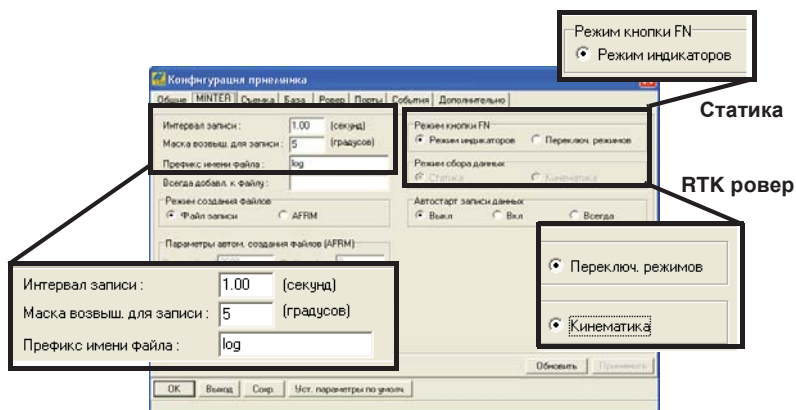 Режим кнопки FN
Режим индикаторов
Конфигурация приемника
Общие MINTER Съемка База Ровер Порты События Дополнительно
Статика
Интервал записи : 1.00 (секунд)
Маска возвыш. для записи : 5 (градусов)
Префикс имени файла : log
Всегда добавл. к файлу :
Режим кнопки FN
Режим индикаторов Переключ. режимов
Режим сбора данных
Статика Кинематика
RTK ровер
Режим создания файлов
Файл записи AFRM
Автостарт записи данных
Выкл Вкл Всегда
Параметры автом. создания файлов (AFRM)
Интервал записи : 1.00 (секунд)
Маска возвыш. для записи : 5 (градусов)
Префикс имени файла : log
Переключ. режимов
Кинематика
Обновить Применить
OK Выход Сохр. Уст. параметры по умолч.